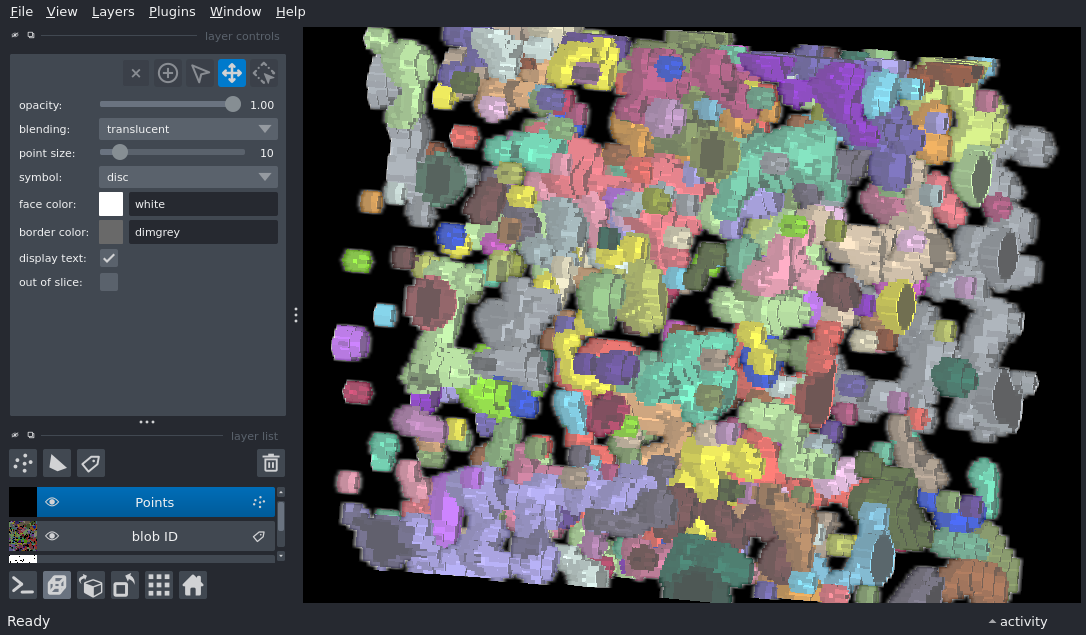 File View Layers Plugins Window Help
layer controls
opacity: 1.00
blending: translucent
point size: 10
symbol: disc
face color: white
border color: dimgrey
display text:
out of slice:
layer list
Points
blob ID
Ready
activity